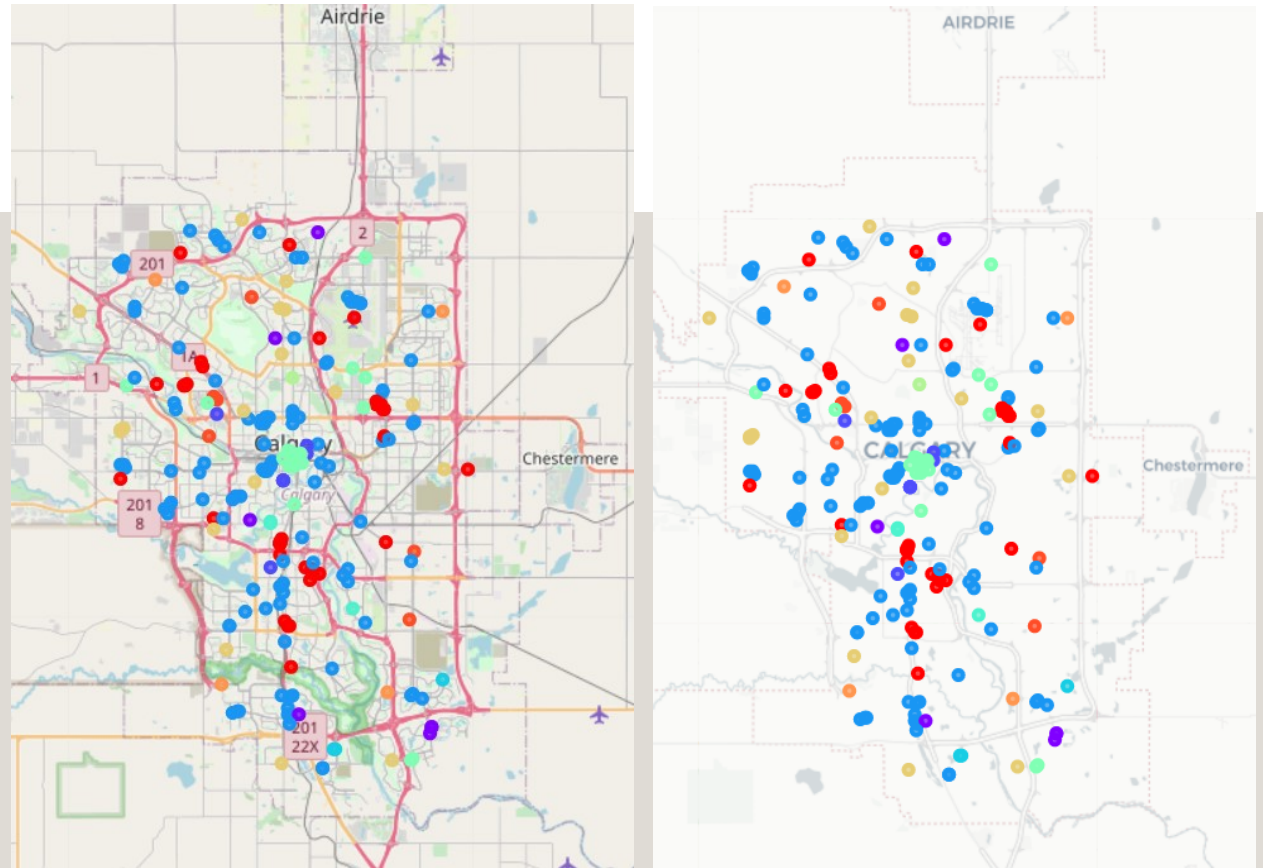 Airdrie
2
201
1A
1
Calgary
Chestermere
Calgary
201
8
201
22X
AIRDRIE
CALGARY
Chestermere